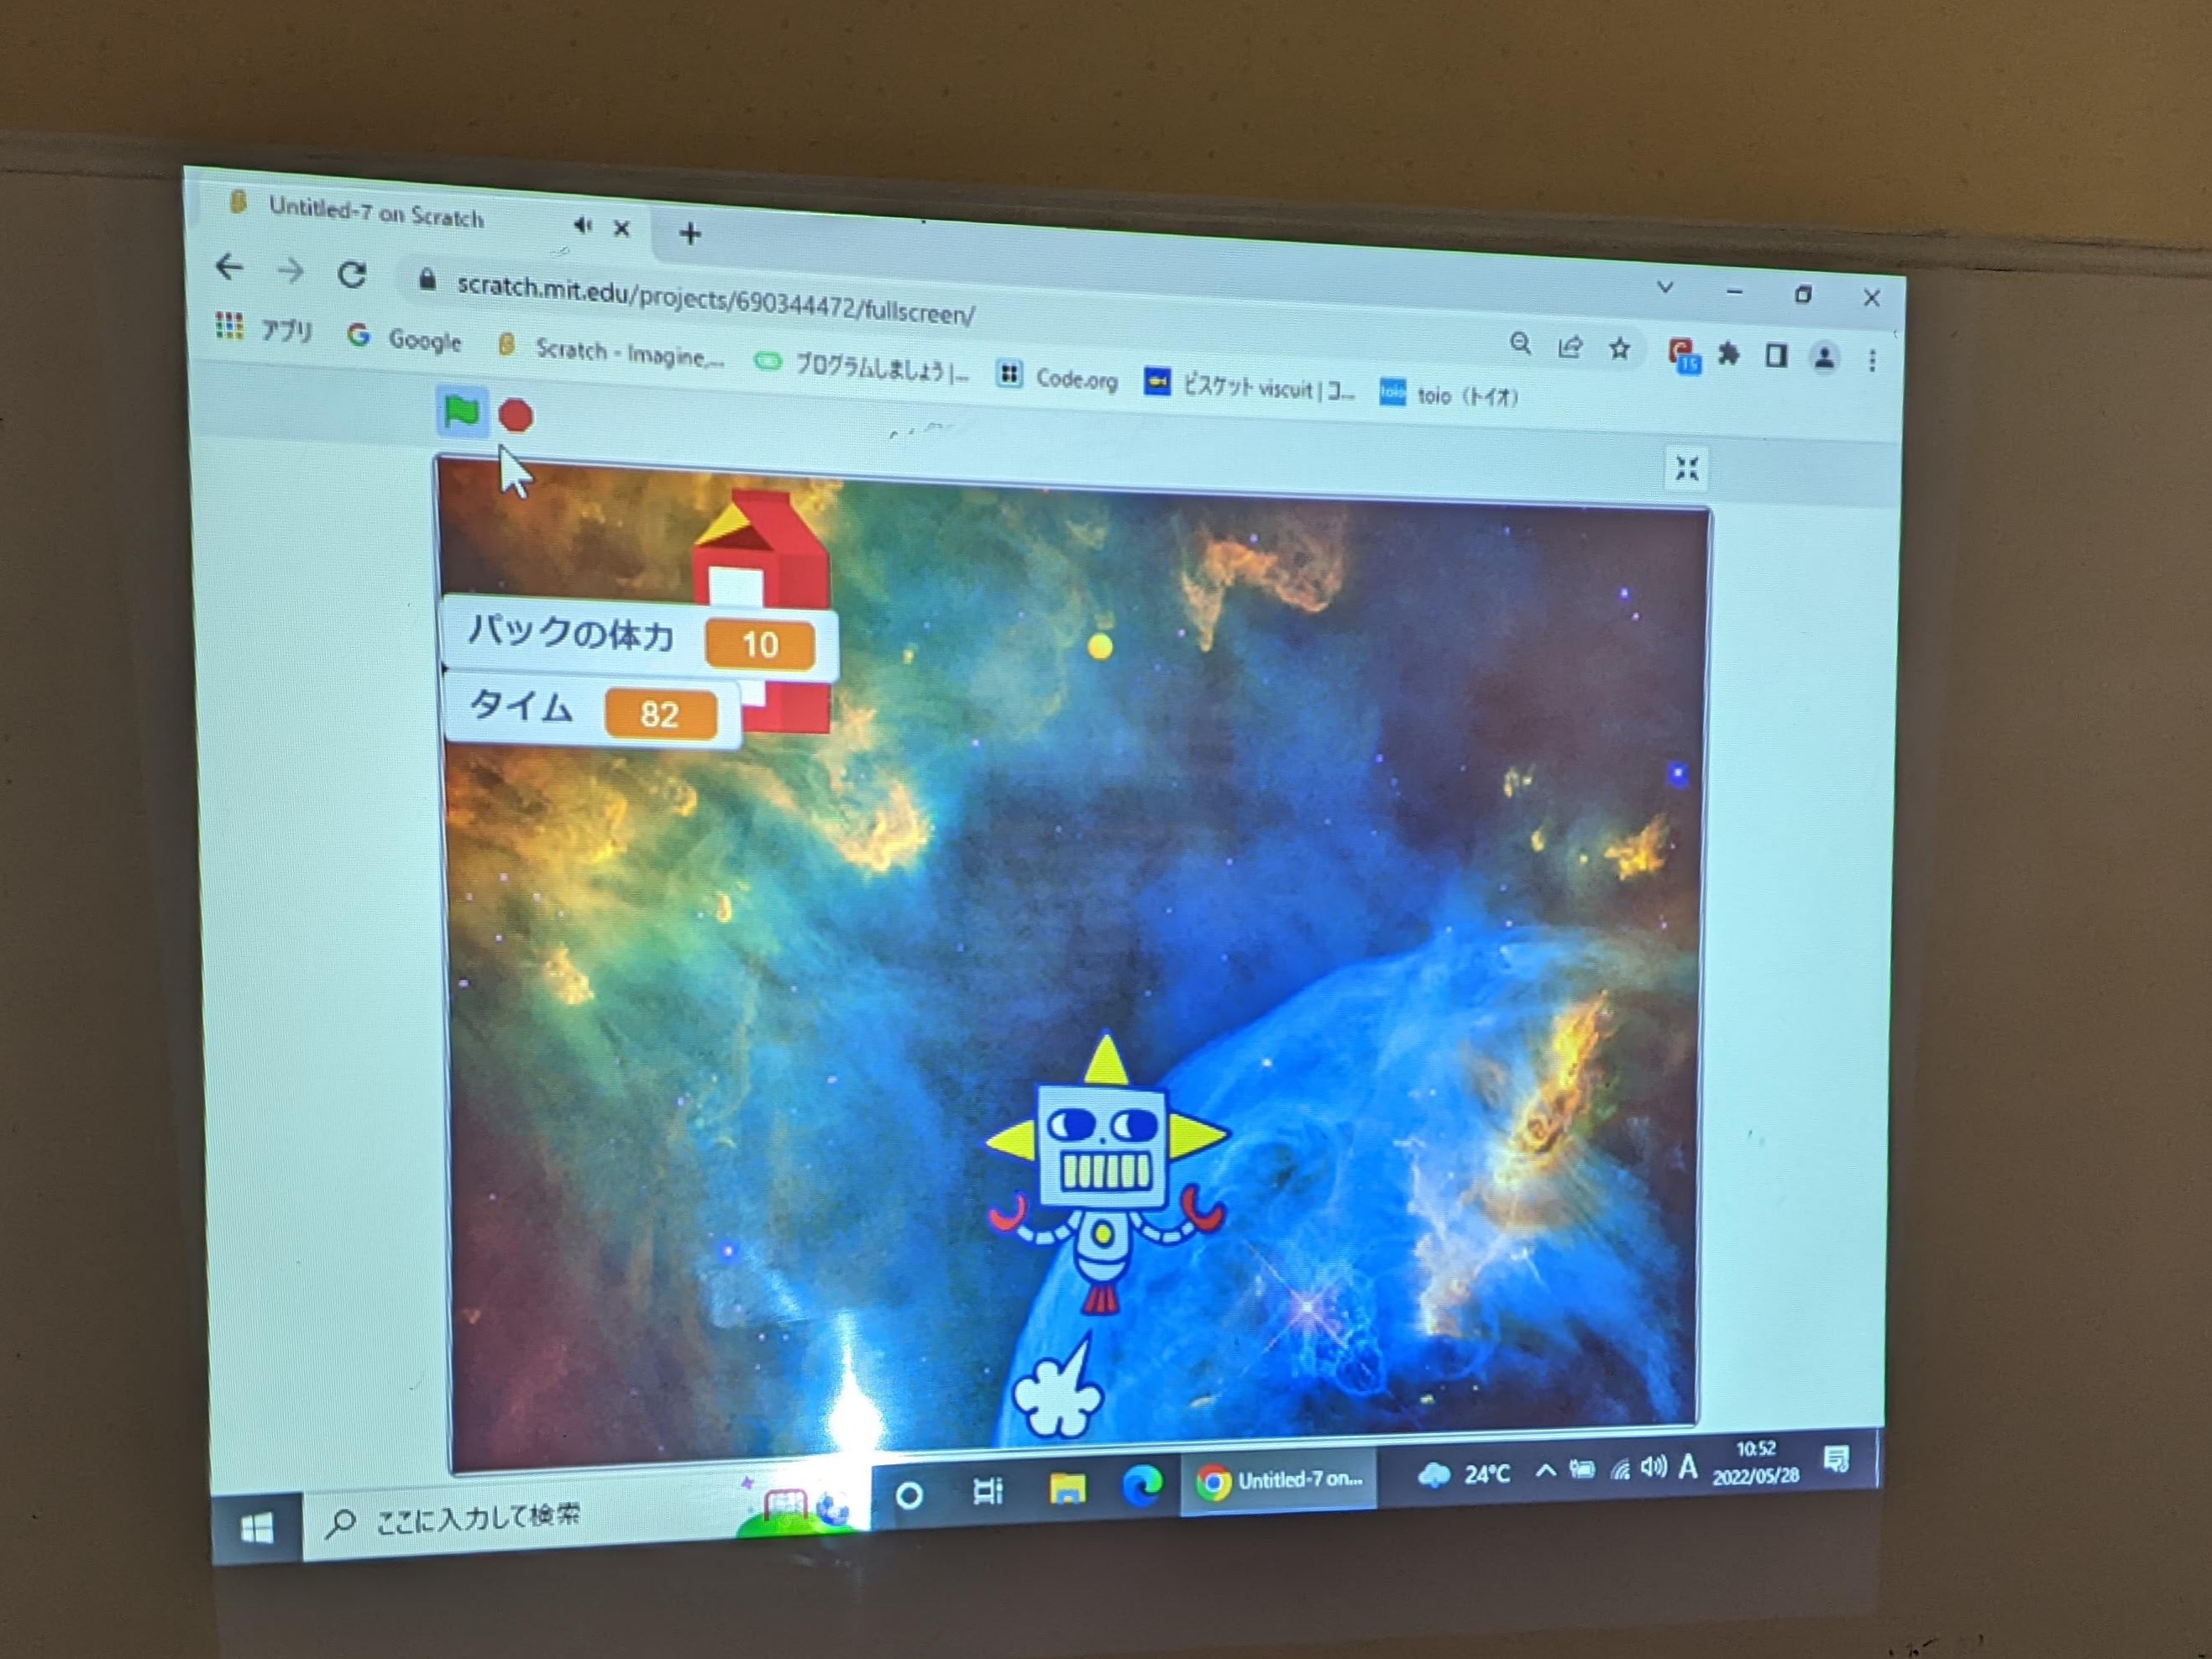 Untitled-7 on Scratch
scratch.mit.edu/projects/690344472/fullscreen/
アプリ
Google
Scratch - Imagine,...
プログラムしましょう |...
Code.org
ビスケット viscuit | コ...
toio（トイオ）
15
toio
パックの体力 10
タイム 82
ここに入力して検索
Untitled-7 on...
24°C
A
10:52
2022/05/28